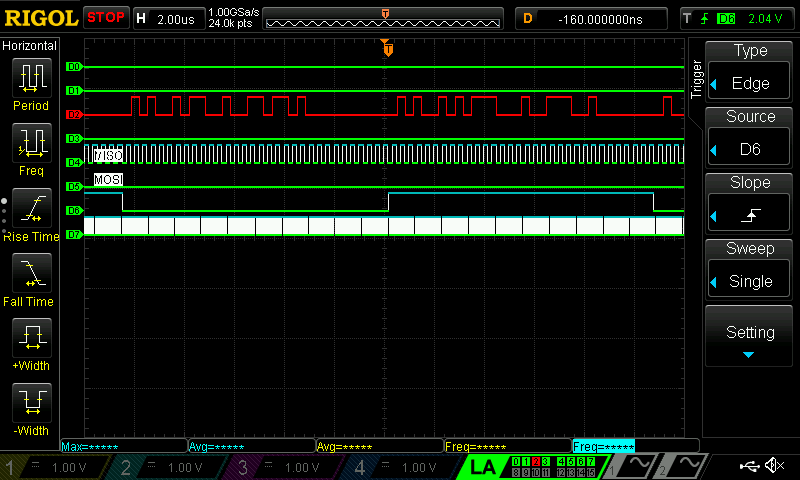 RIGOL STOP H 2.00us 1.00GSa/s 24.0k pts D -160.000000ns T D6 2.04 V
T
Horizontal
Period
Freq
Rise Time
Fall Time
+Width
-Width
T
D0
D1
D2
D3
MISO
D4
MOSI
D5
D6
D7
Trigger
Type
Edge
Source
D6
Slope
Sweep
Single
Setting
Max=***** Avg=***** Avg=***** Freq=***** Freq=*****
1 = 1.00 V 2 = 1.00 V 3 = 1.00 V 4 = 1.00 V LA 0 1 2 3 4 5 6 7 1 2
8 9 10 11 12 13 14 15